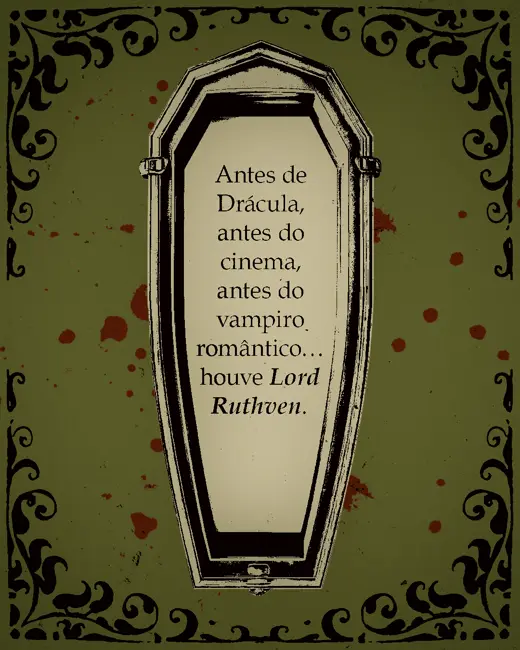 Antes de
Drácula,
antes do
cinema,
antes do
vampiro
romântico...
houve Lord
Ruthven.